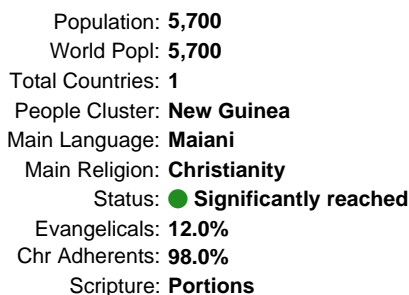 Population: 5,700
World Popl: 5,700
Total Countries: 1
People Cluster: New Guinea
Main Language: Maiani
Main Religion: Christianity
Status: Significantly reached
Evangelicals: 12.0%
Chr Adherents: 98.0%
Scripture: Portions